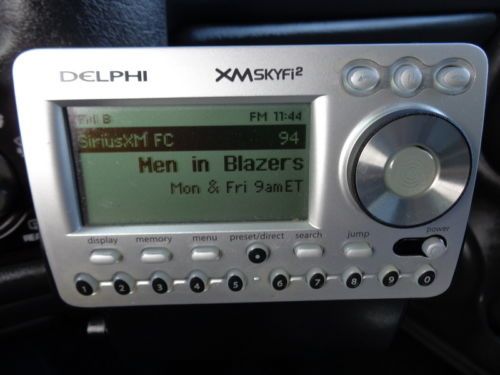 DELPHI XM SKYFi2
FM 11:44
SiriusXM FC 94
Men in Blazers
Mon & Fri 9amET
display memory menu preset/direct search jump power
1 2 3 4 5 6 7 8 9 0